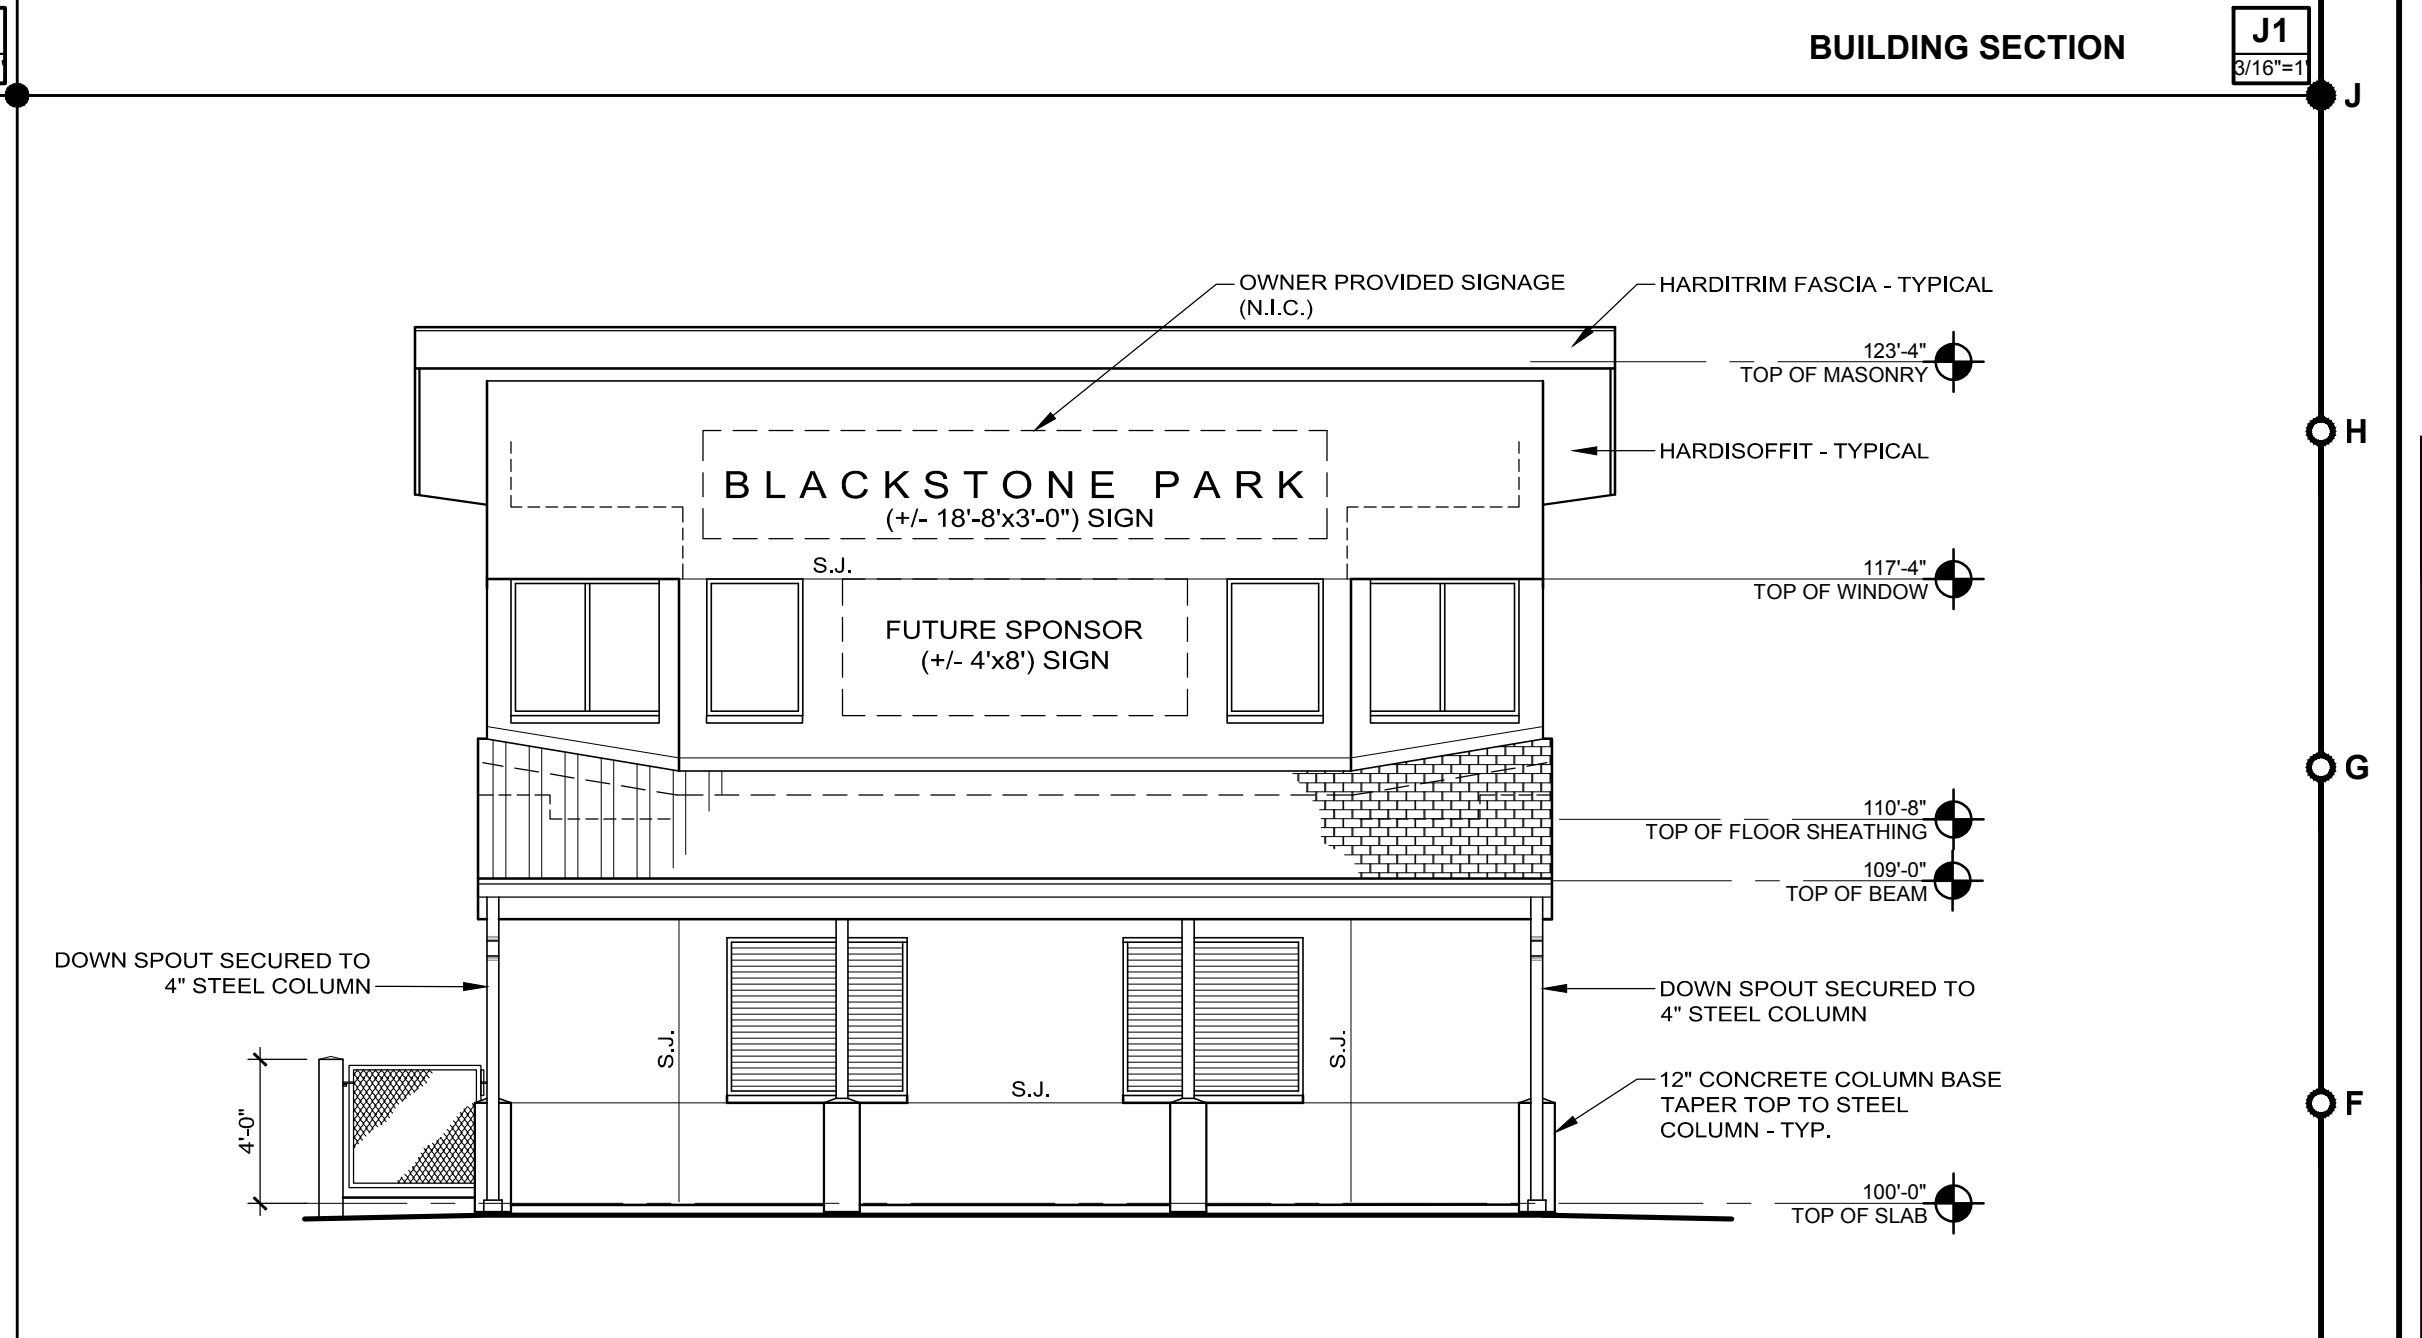 BUILDING SECTION
J1
3/16"=1'
J
OWNER PROVIDED SIGNAGE
(N.I.C.)
HARDITRIM FASCIA - TYPICAL
123'-4"
TOP OF MASONRY
H
HARDISOFFIT - TYPICAL
BLACKSTONE PARK
(+/- 18'-8'x3'-0") SIGN
S.J.
117'-4"
TOP OF WINDOW
FUTURE SPONSOR
(+/- 4'x8') SIGN
G
110'-8"
TOP OF FLOOR SHEATHING
109'-0"
TOP OF BEAM
DOWN SPOUT SECURED TO
4" STEEL COLUMN
DOWN SPOUT SECURED TO
4" STEEL COLUMN
S.J.
S.J.
S.J.
4'-0"
12" CONCRETE COLUMN BASE
TAPER TOP TO STEEL
COLUMN - TYP.
F
100'-0"
TOP OF SLAB